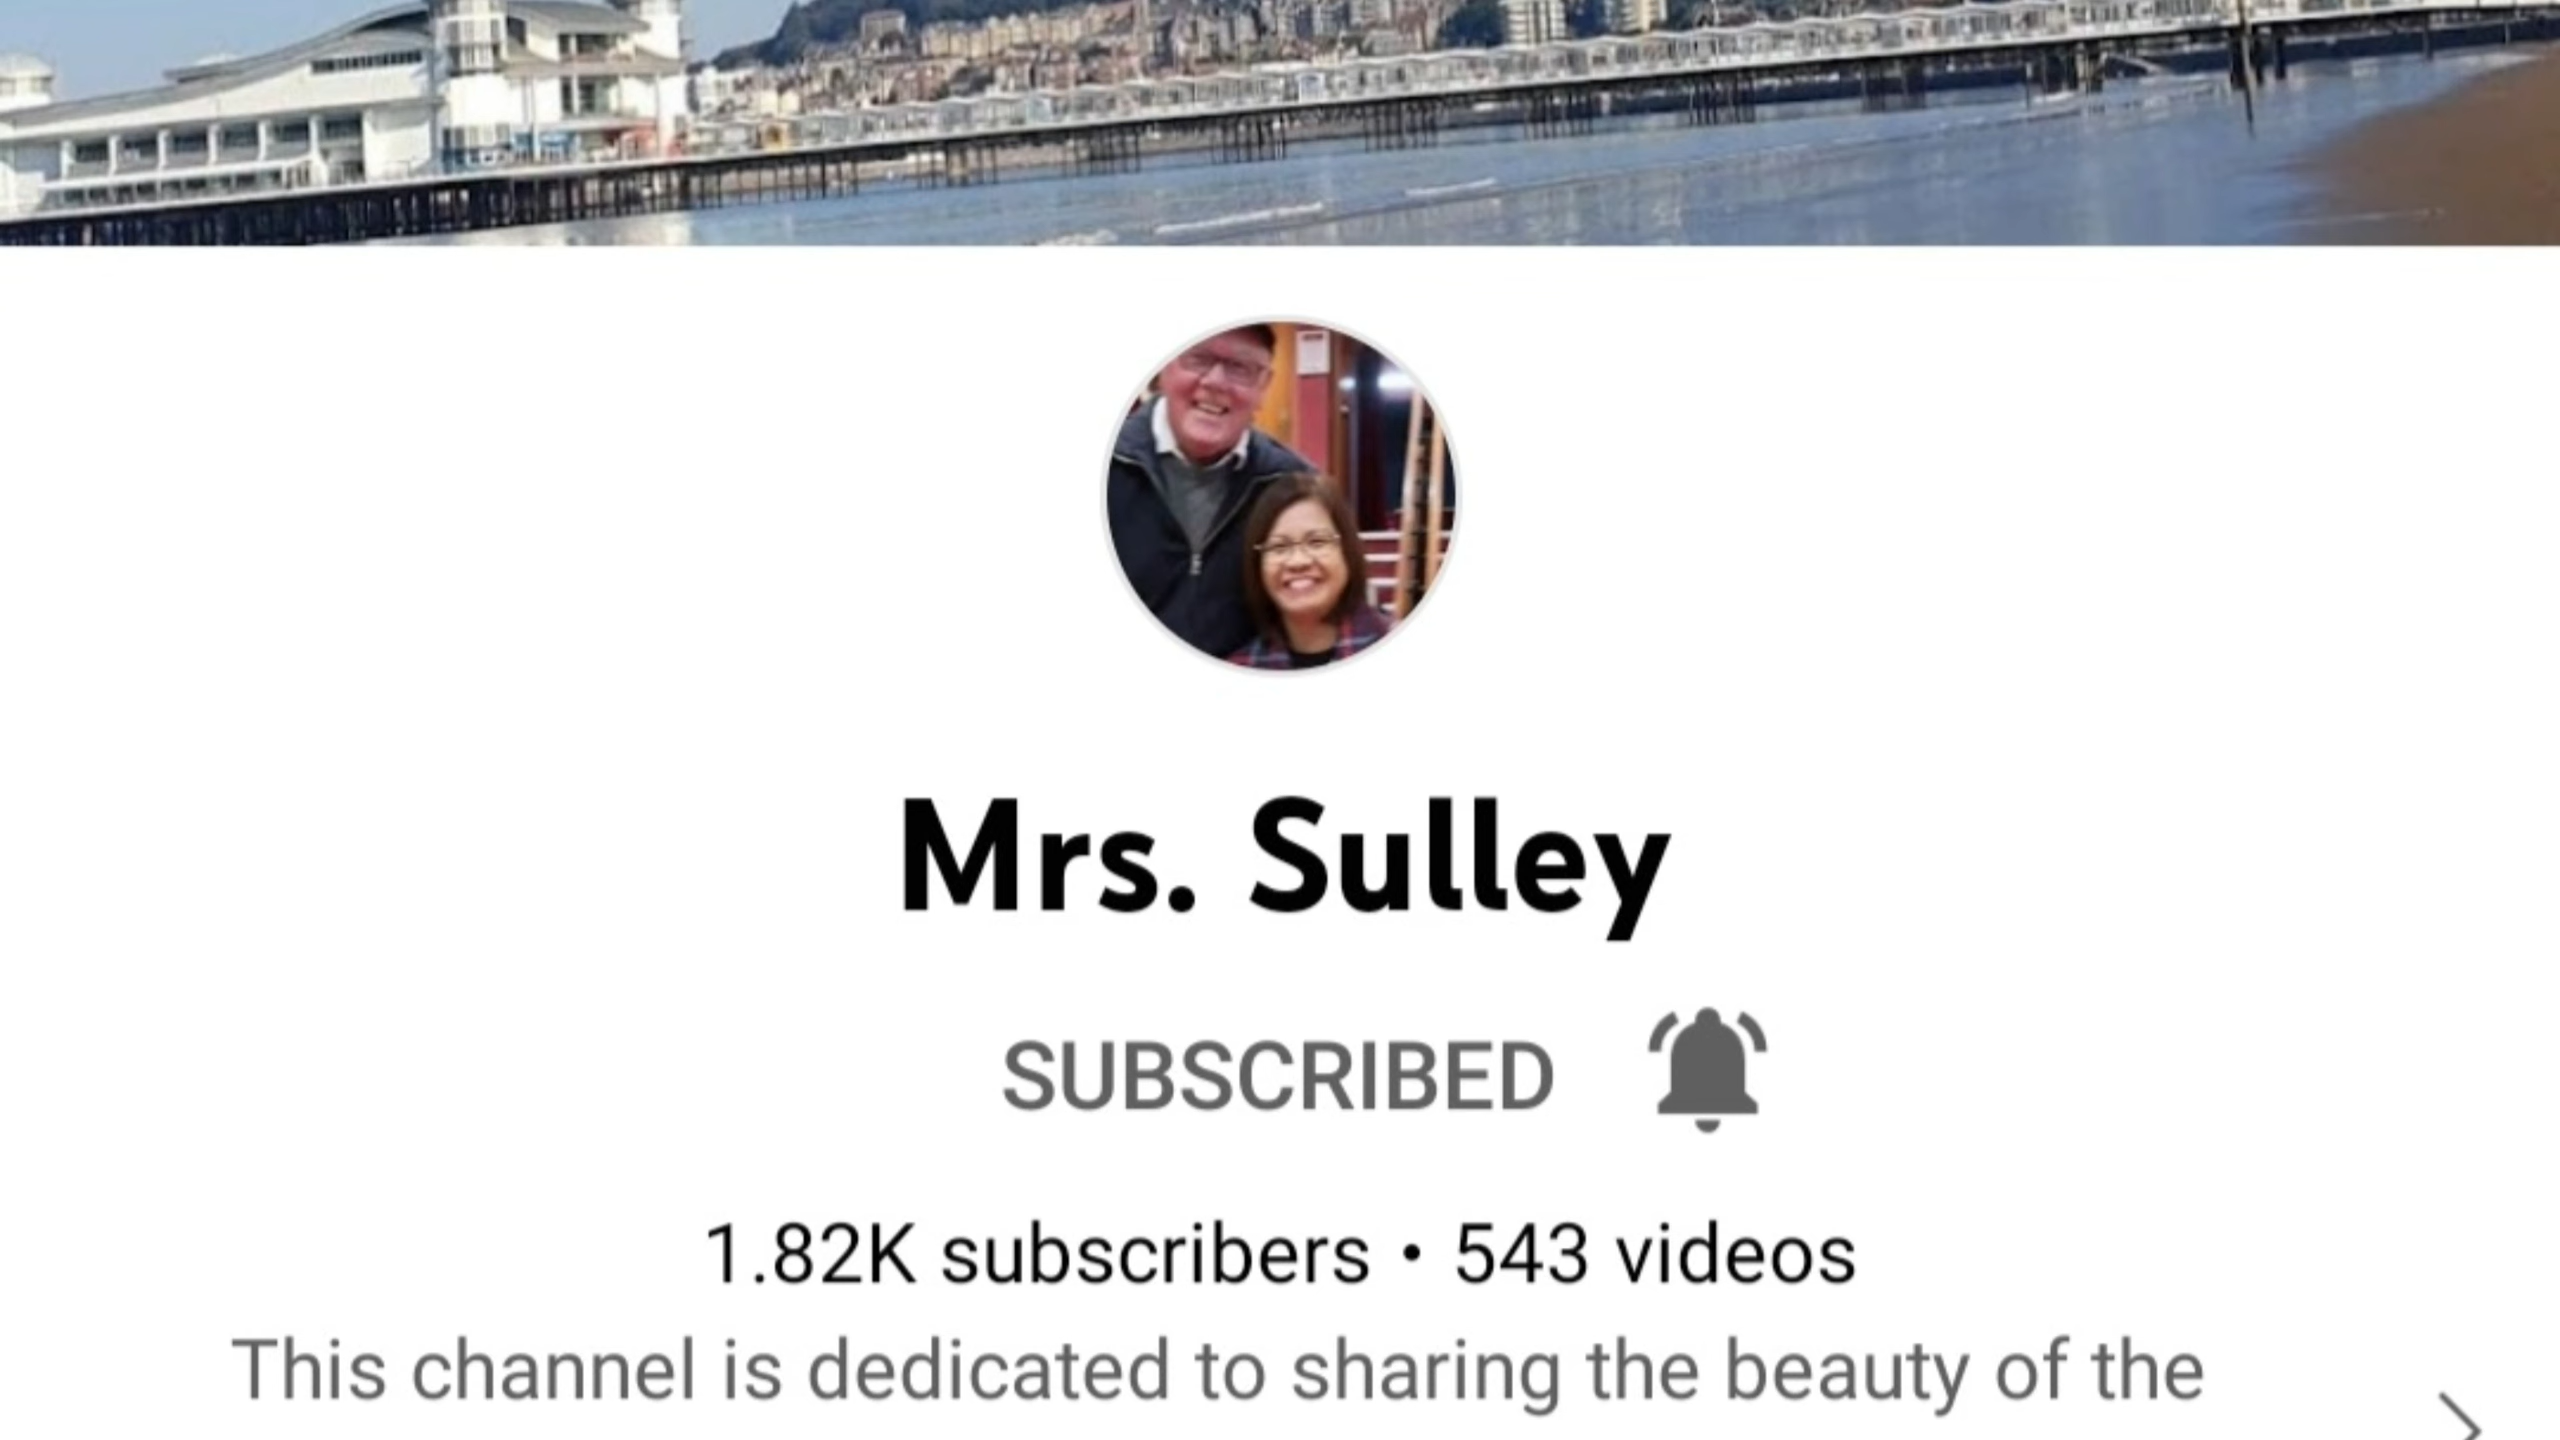 Mrs. Sulley
SUBSCRIBED
1.82K subscribers • 543 videos
This channel is dedicated to sharing the beauty of the